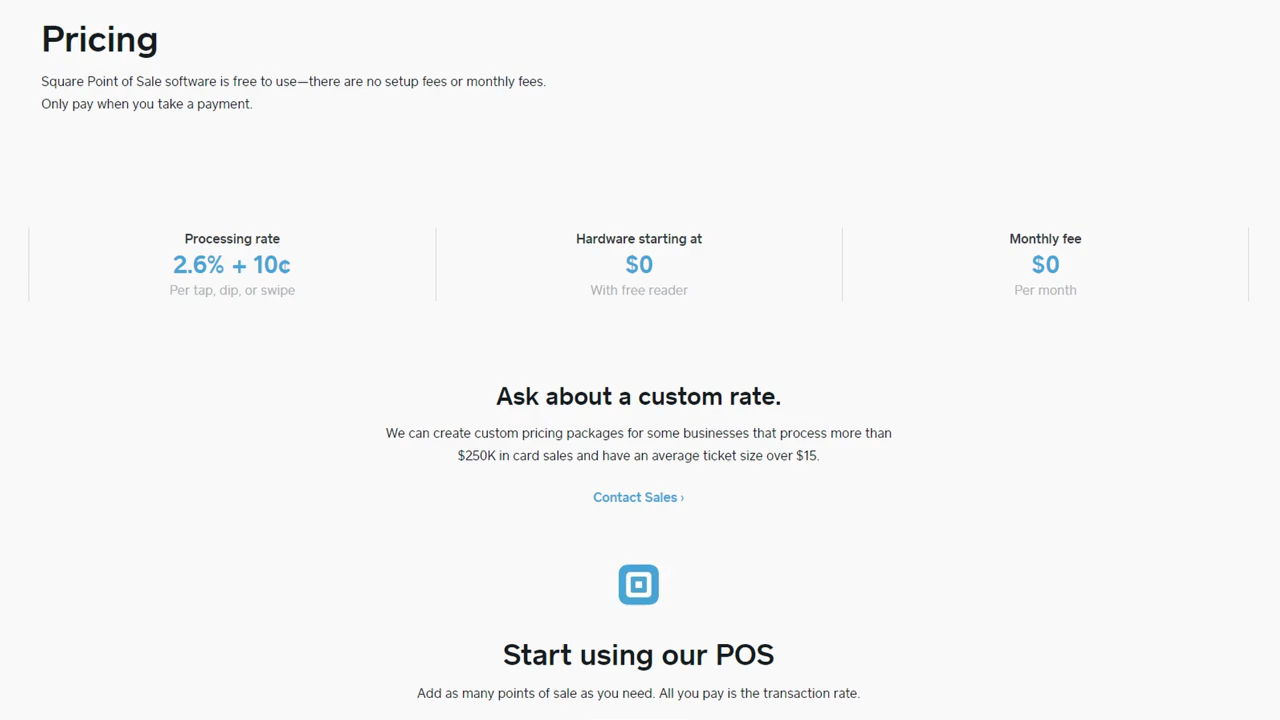 Pricing
Square Point of Sale software is free to use—there are no setup fees or monthly fees.
Only pay when you take a payment.
Processing rate
2.6% + 10¢
Per tap, dip, or swipe
Hardware starting at
$0
With free reader
Monthly fee
$0
Per month
Ask about a custom rate.
We can create custom pricing packages for some businesses that process more than
$250K in card sales and have an average ticket size over $15.
Contact Sales ›
Start using our POS
Add as many points of sale as you need. All you pay is the transaction rate.